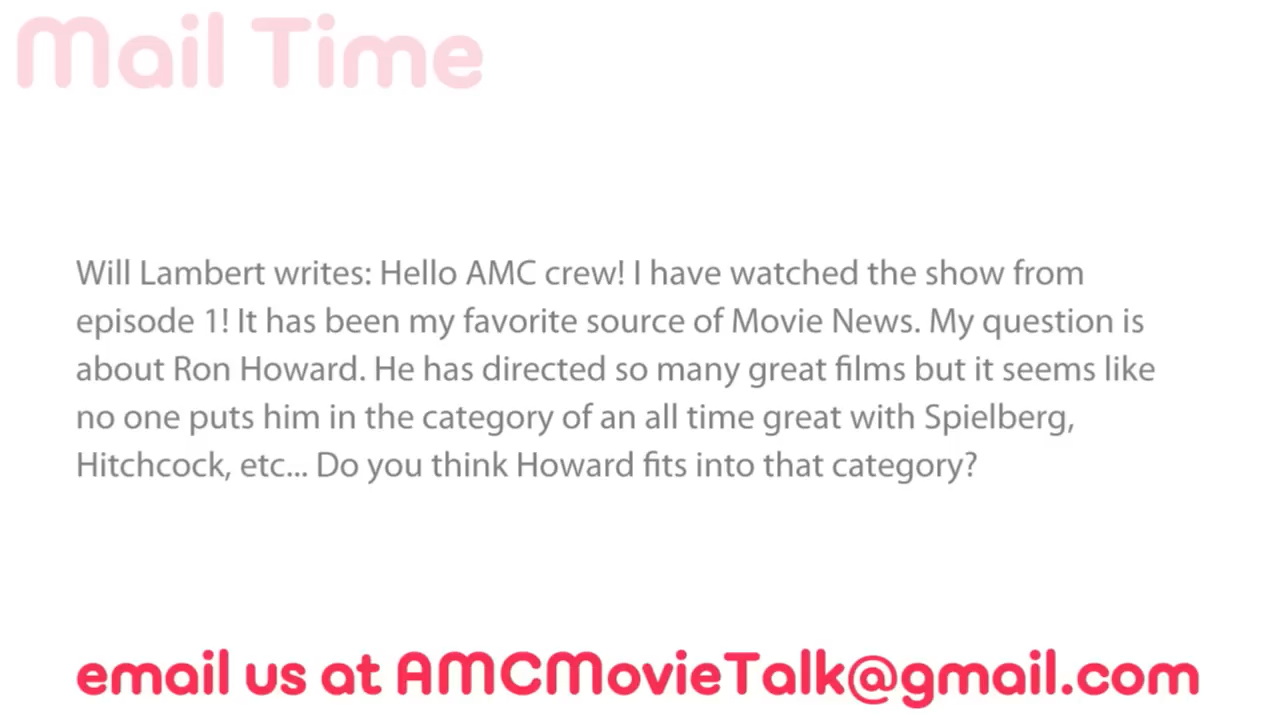 Mail Time
Will Lambert writes: Hello AMC crew! I have watched the show from
episode 1! It has been my favorite source of Movie News. My question is
about Ron Howard. He has directed so many great films but it seems like
no one puts him in the category of an all time great with Spielberg,
Hitchcock, etc... Do you think Howard fits into that category?
email us at AMCMovieTalk@gmail.com